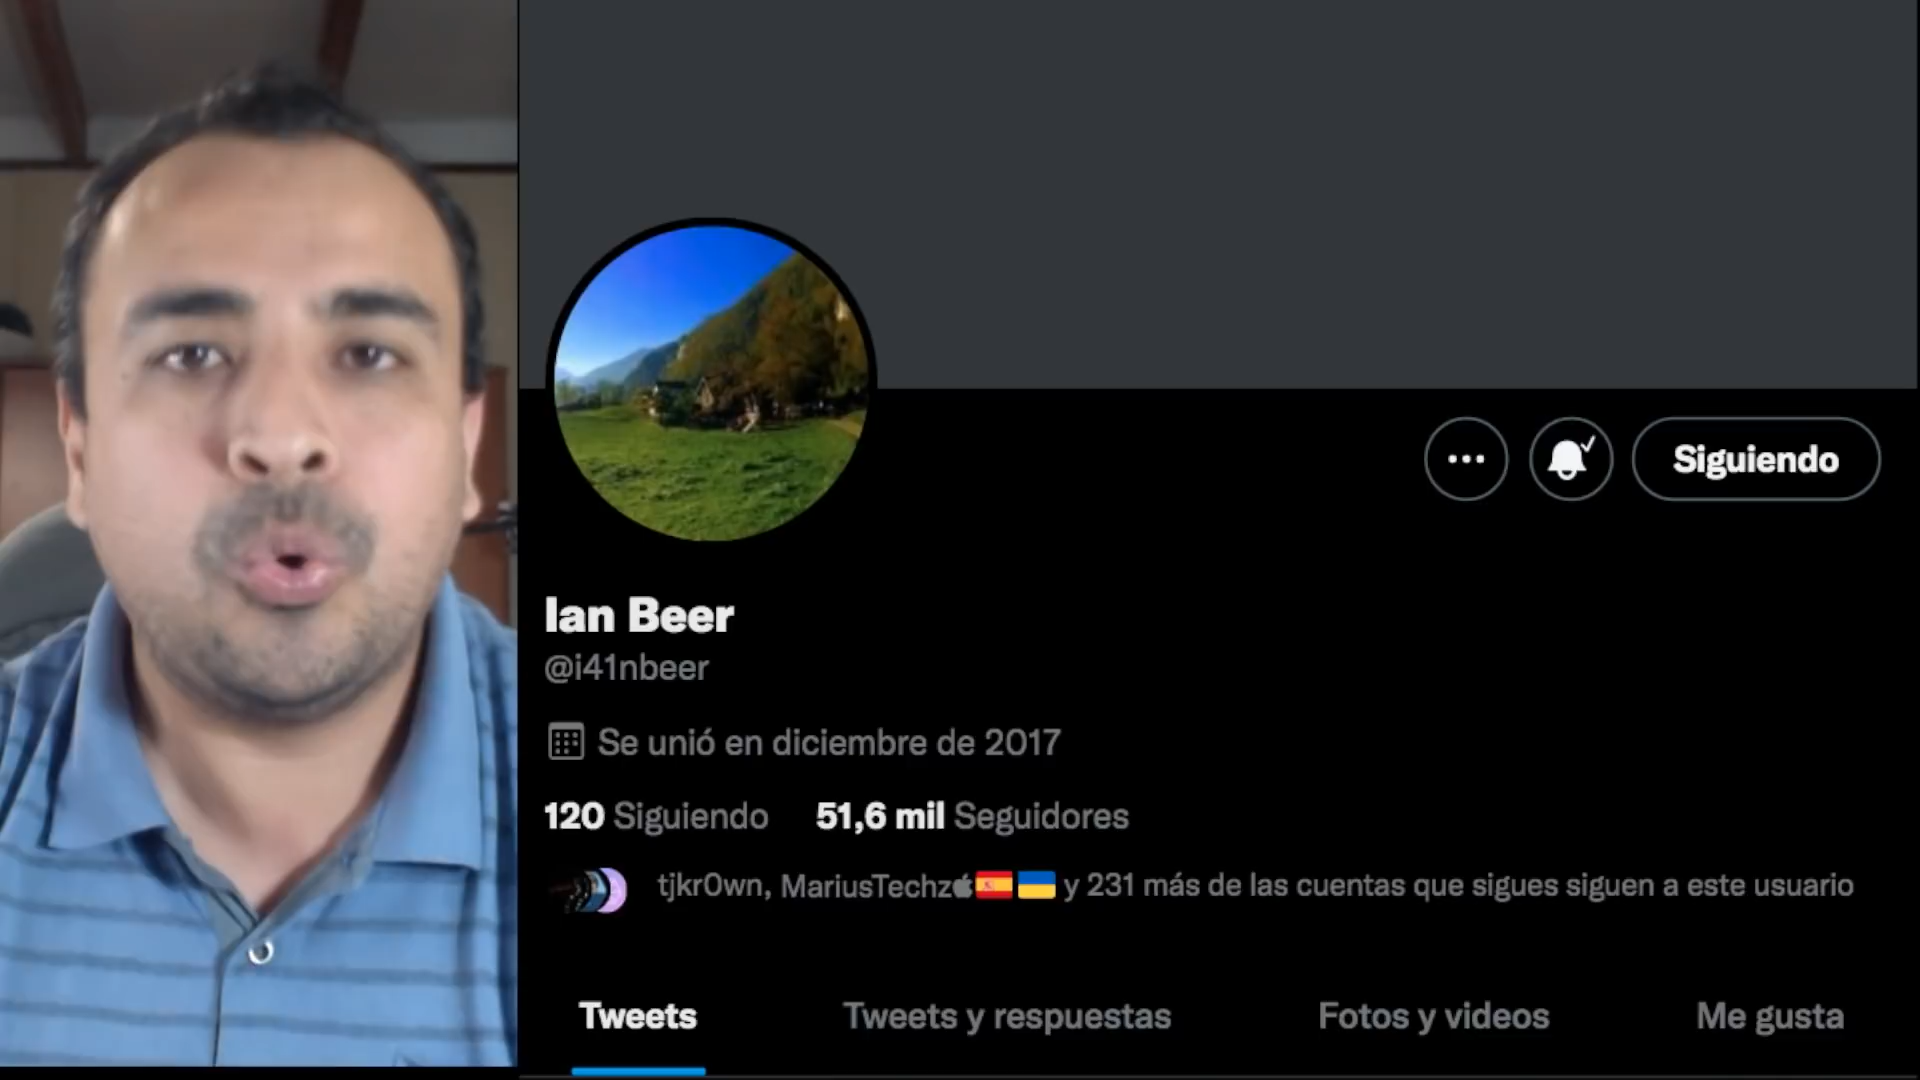 Siguiendo
Ian Beer
@i41nbeer
Se unió en diciembre de 2017
120 Siguiendo 51,6 mil Seguidores
tjkr0wn, MariusTechz🇪🇸🇺🇦 y 231 más de las cuentas que sigues siguen a este usuario
Tweets Tweets y respuestas Fotos y videos Me gusta